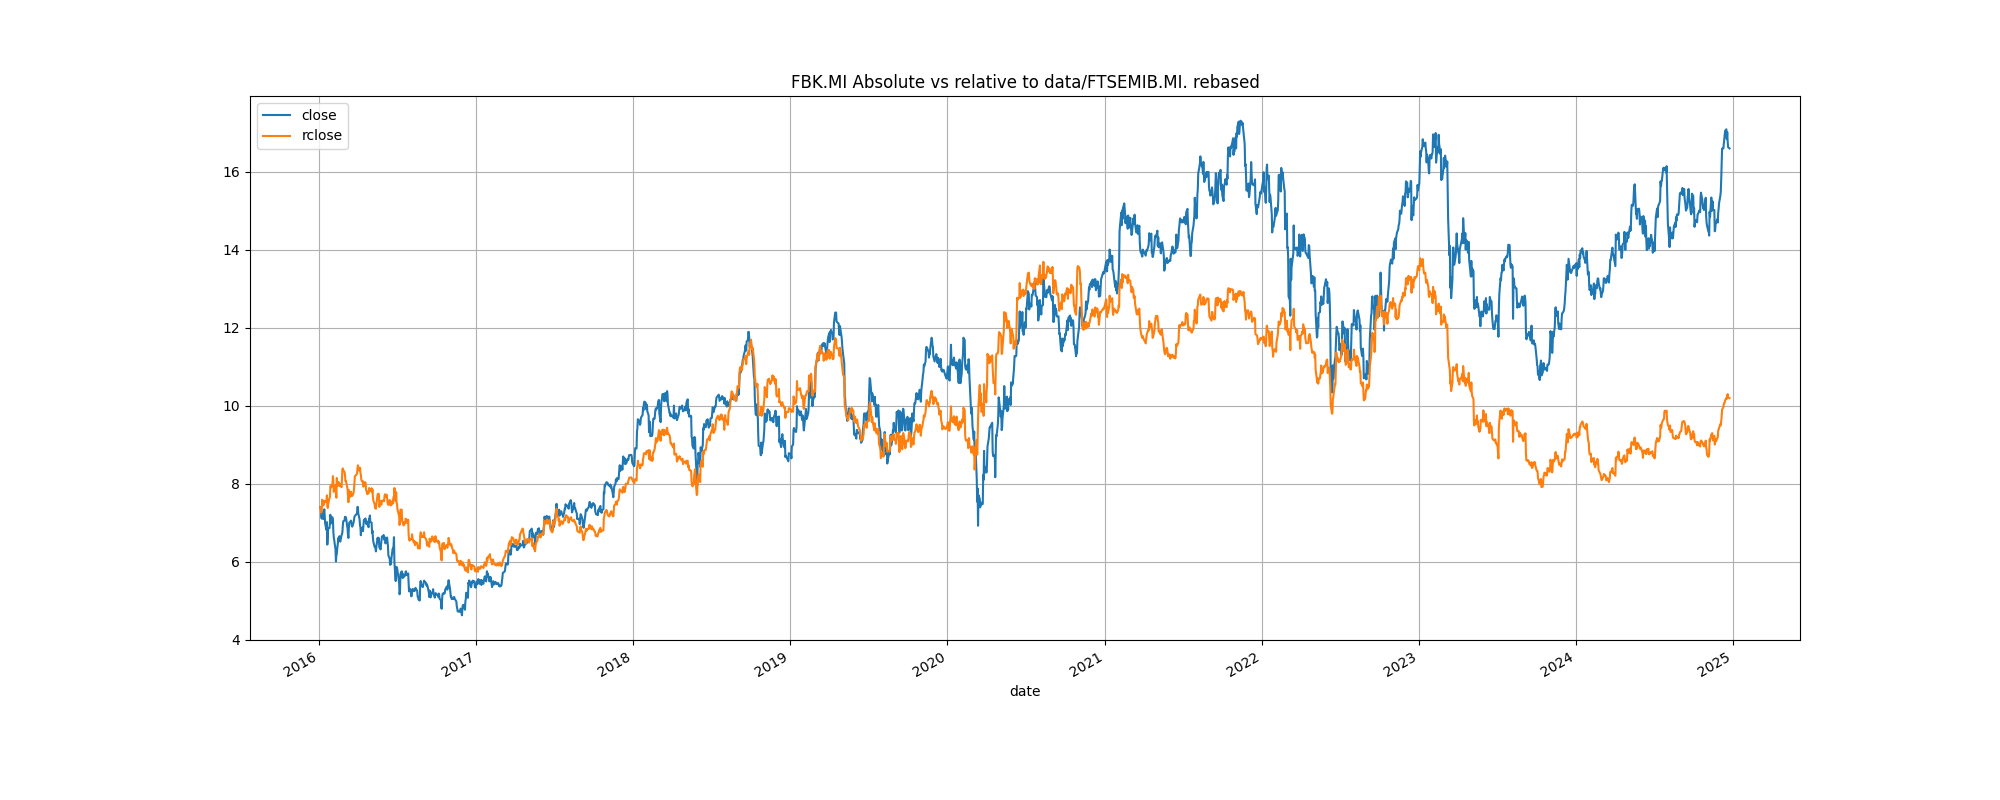 FBK.MI Absolute vs relative to data/FTSEMIB.MI. rebased
close
rclose
16
14
12
10
8
6
4
2016 2017 2018 2019 2020 2021 2022 2023 2024 2025
date